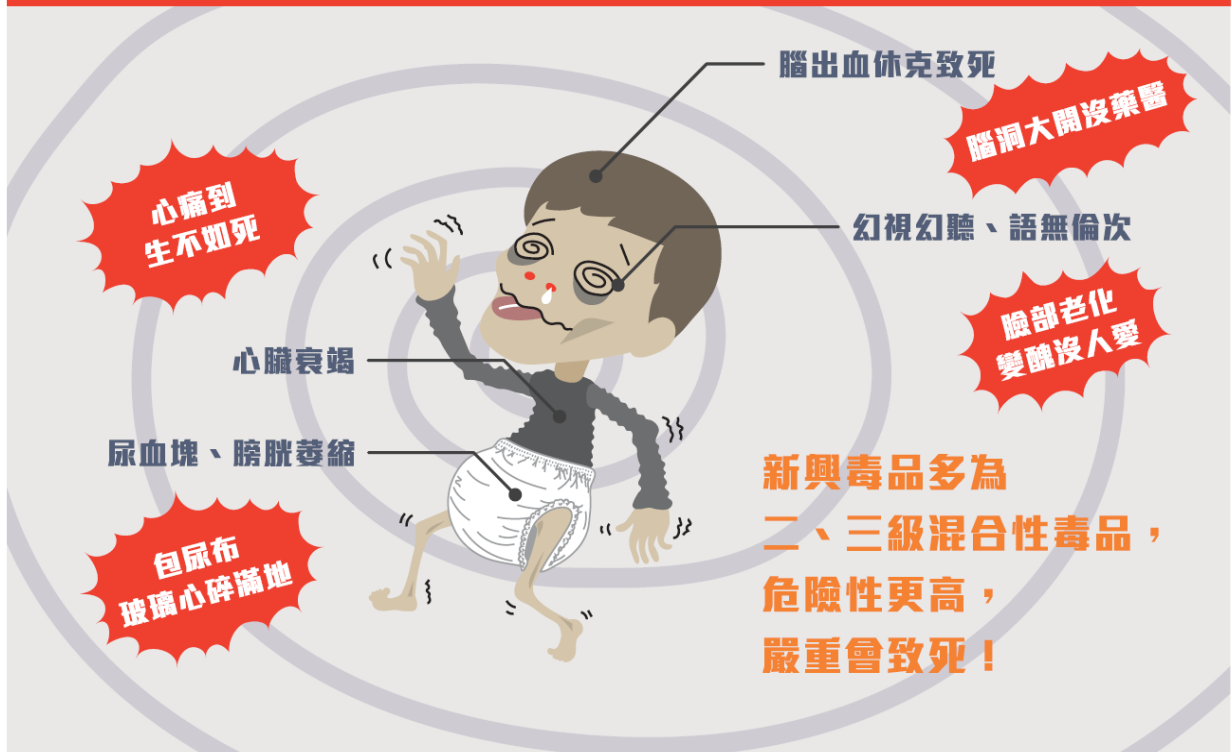 腦出血休克致死
腦洞大開沒藥醫
心痛到
生不如死
幻視幻聽、語無倫次
臉部老化
變醜沒人愛
心臟衰竭
尿血塊、膀胱萎縮
新興毒品多為
二、三級混合性毒品，
危險性更高，
嚴重會致死！
包尿布
玻璃心碎滿地